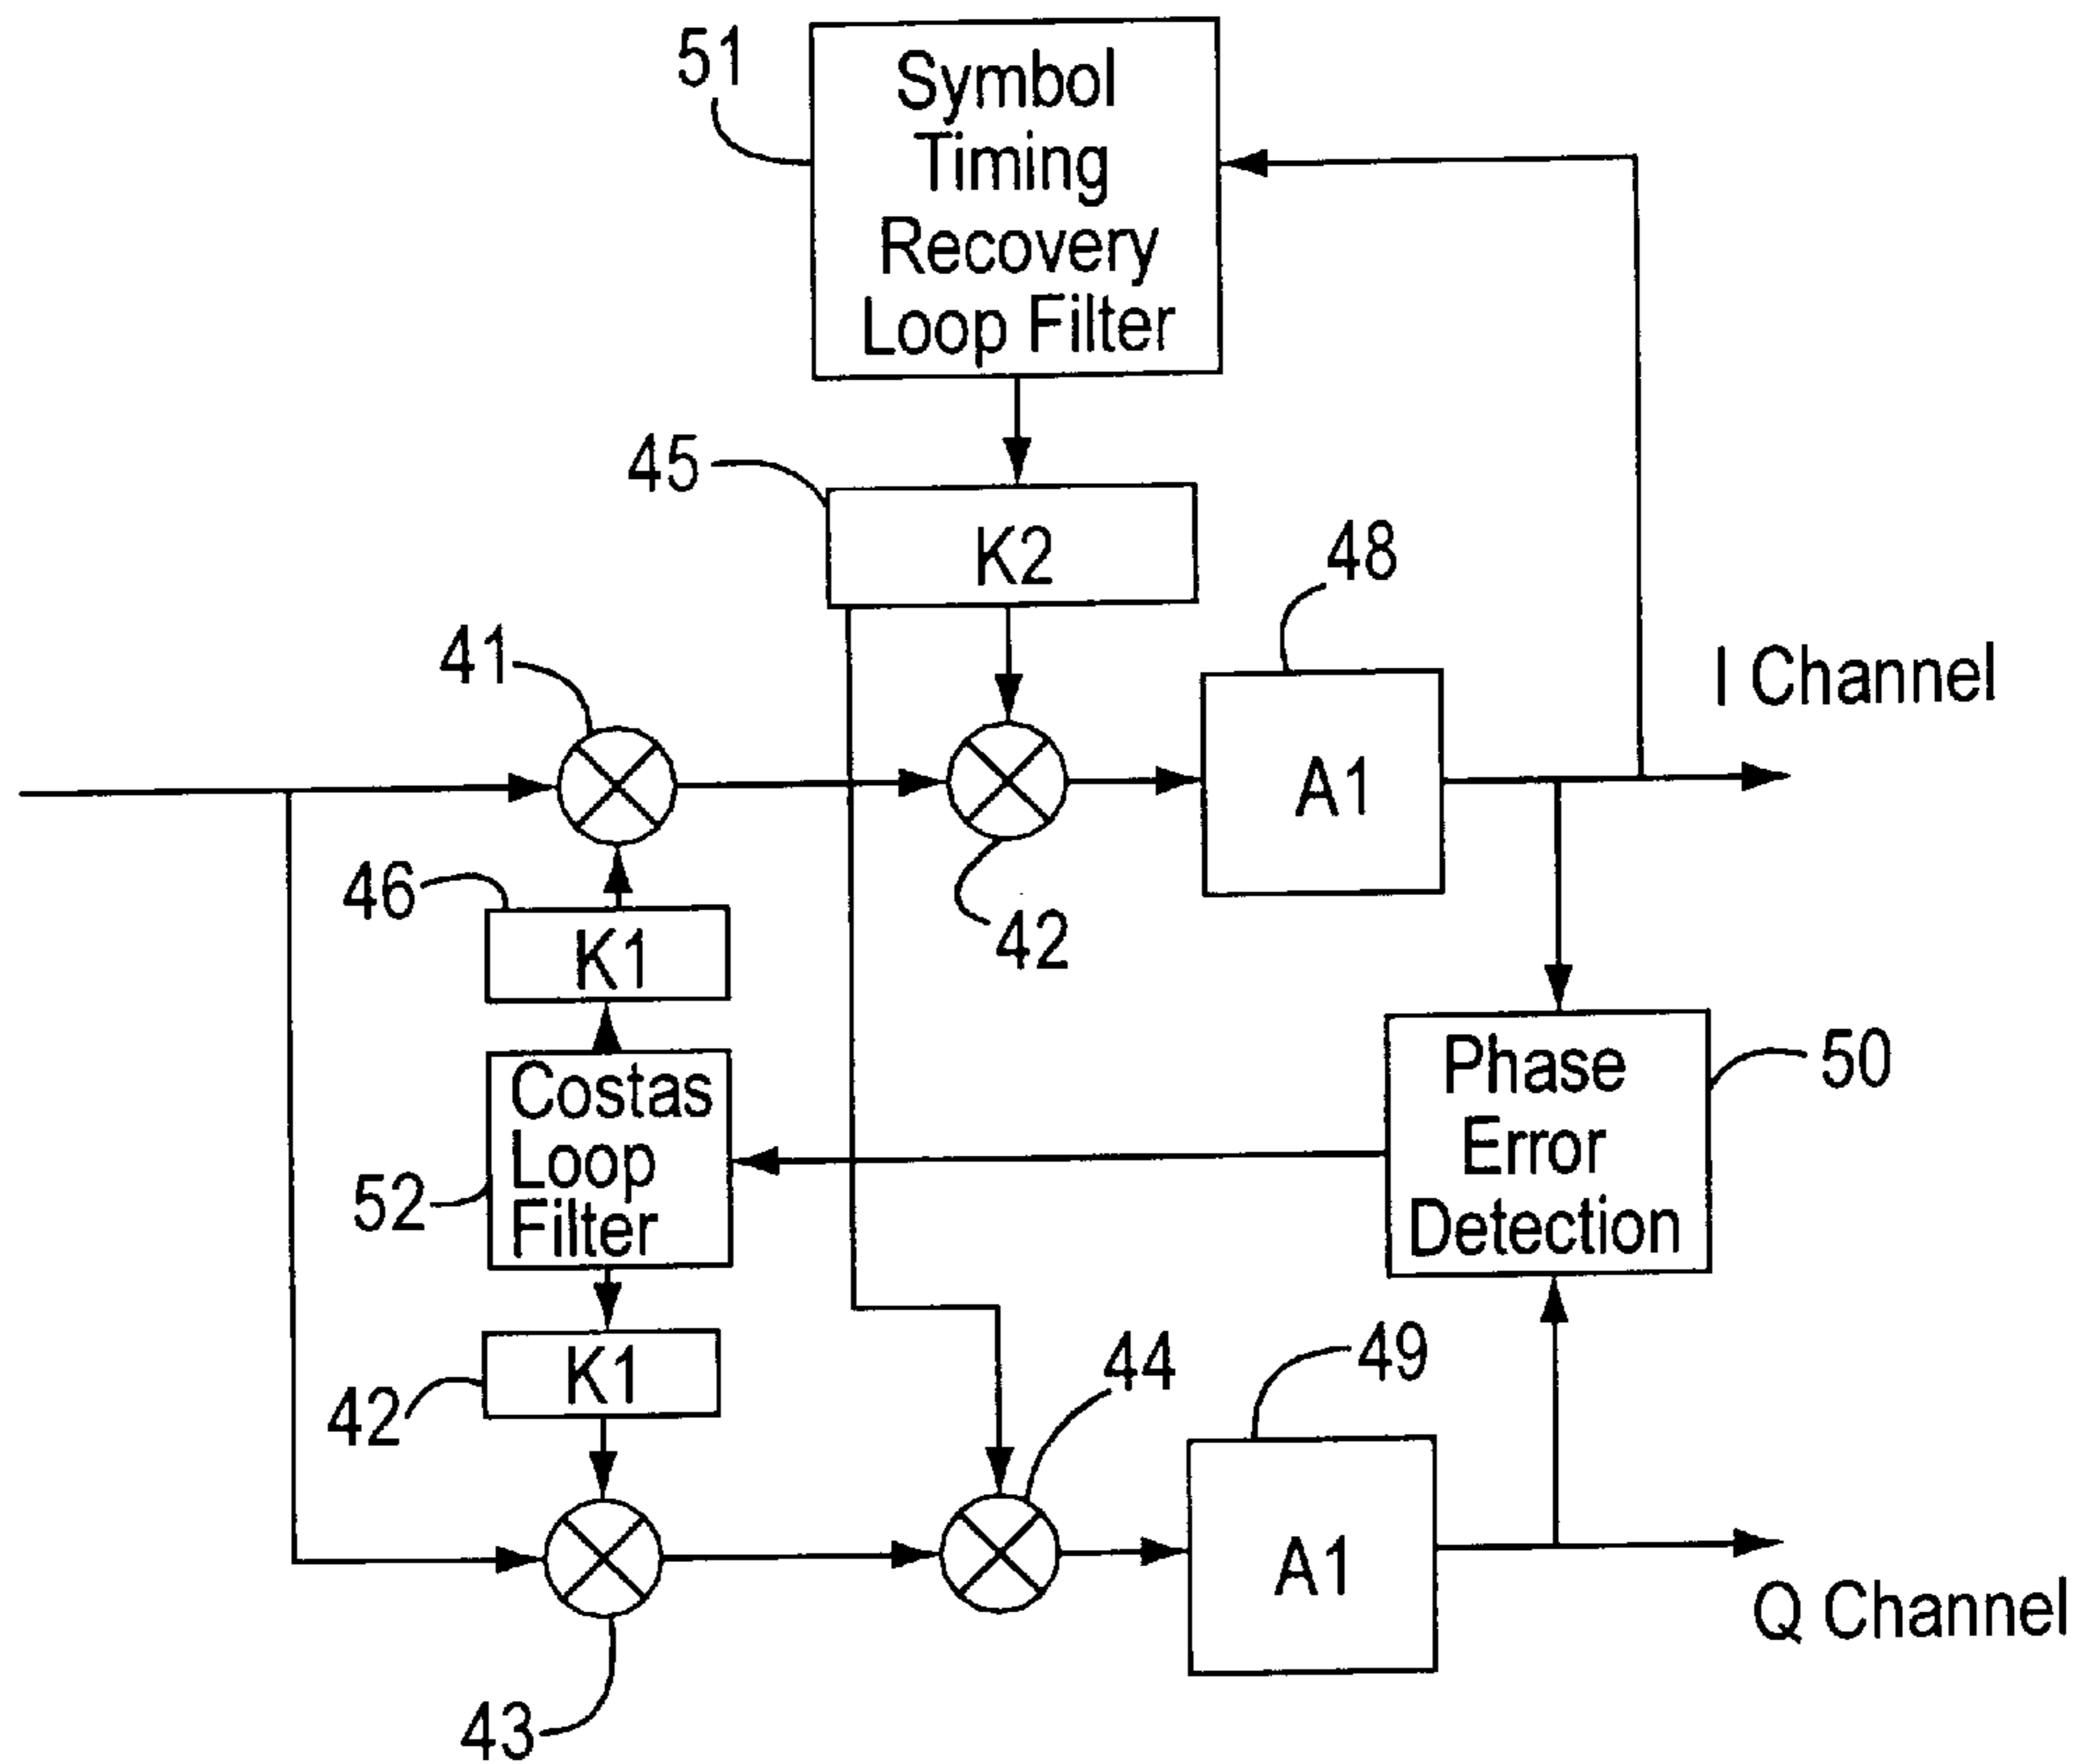 51
Symbol
Timing
Recovery
Loop Filter
45
K2
48
41
I Channel
A1
46
42
K1
Costas
Loop
Filter
52
Phase
Error
Detection
50
K1
42
44
49
A1
Q Channel
43